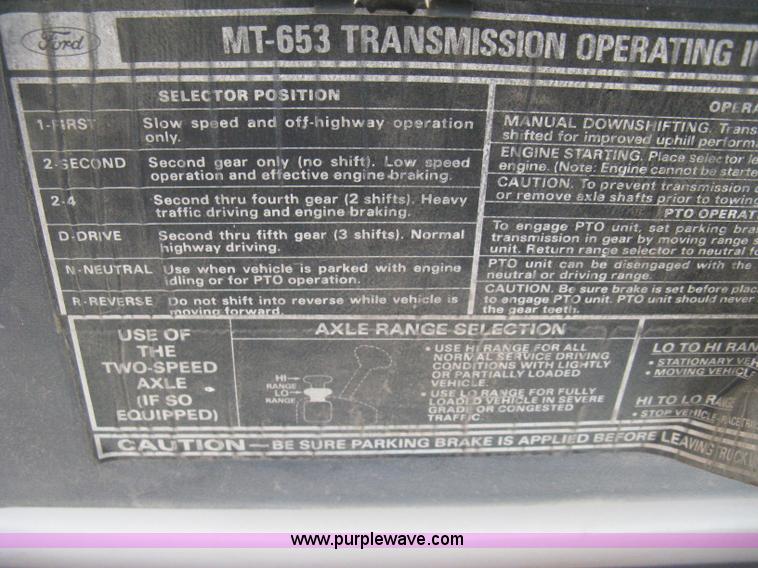 Ford
MT-653 TRANSMISSION OPERATING
SELECTOR POSITION
1-FIRST Slow speed and off-highway operation
only.
2-SECOND Second gear only (no shift). Low speed
operation and effective engine braking.
2-4 Second thru fourth gear (2 shifts). Heavy
traffic driving and engine braking.
D-DRIVE Second thru fifth gear (3 shifts). Normal
highway driving.
N-NEUTRAL Use when vehicle is parked with engine
idling or for PTO operation.
R-REVERSE Do not shift into reverse while vehicle is
moving forward.
OPERA
MANUAL DOWNSHIFTING. Trans
shifted for improved uphill perform
ENGINE STARTING. Place selector le
engine. (Note: Engine cannot be starte
CAUTION. To prevent transmission
or remove axle shafts prior to towin
PTO OPERAT
To engage PTO unit, set parking bra
transmission in gear by moving range s
unit. Return range selector to neutral fo
PTO unit can be disengaged with the
neutral or driving range.
CAUTION. Be sure brake is set before plac
to engage PTO unit. PTO unit should never
the gear teeth.
USE OF
THE
TWO-SPEED
AXLE
(IF SO
EQUIPPED)
AXLE RANGE SELECTION
HI
RANGE
LO
RANGE
• USE HI RANGE FOR ALL
NORMAL SERVICE DRIVING
CONDITIONS WITH LIGHTLY
OR PARTIALLY LOADED
VEHICLE.
• USE LO RANGE FOR FULLY
LOADED VEHICLE IN SEVERE
GRADE OR CONGESTED
TRAFFIC.
LO TO HI RAN
• STATIONARY VEH
• MOVING VEHICL
HI TO LO RANGE
• STOP VEHICLE
CAUTION — BE SURE PARKING BRAKE IS APPLIED BEFORE LEAVING TRUCK
www.purplewave.com